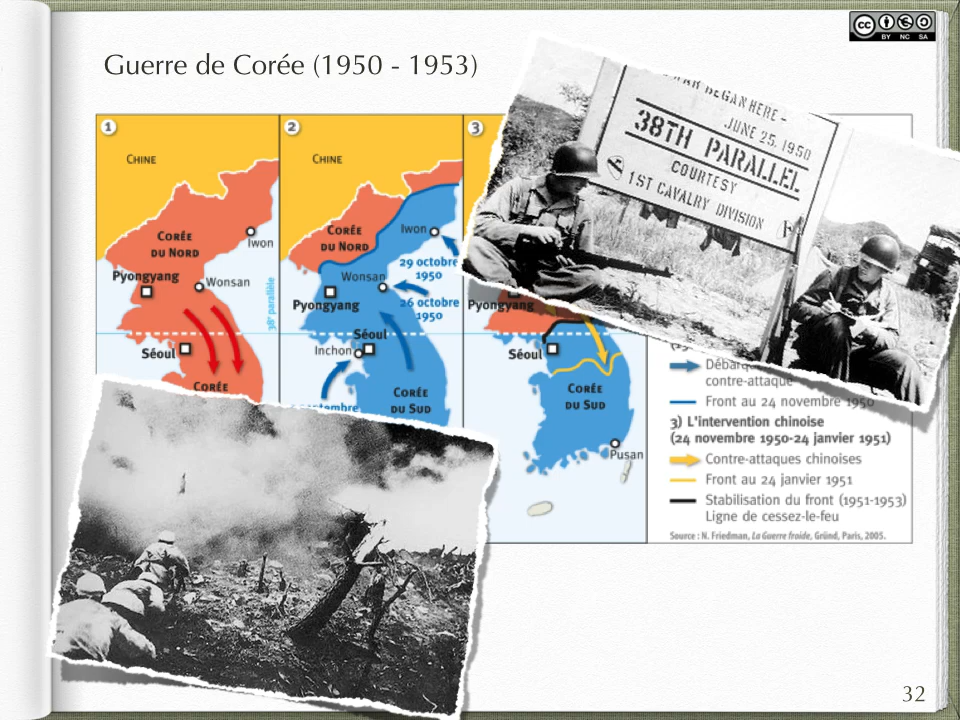 BY NC SA
Guerre de Corée (1950 - 1953)
1
CHINE
CORÉE
DU NORD
Iwon
Pyongyang
Wonsan
38e parallèle
Séoul
CORÉE
2
CHINE
CORÉE
DU NORD
Iwon
29 octobre
1950
Wonsan
Pyongyang
26 octobre
1950
Séoul
Inchon
CORÉE
DU SUD
3
Pyongyang
Séoul
CORÉE
DU SUD
Pusan
WAR BEGAN HERE -
JUNE 25, 1950
38TH PARALLEL
COURTESY
1ST CAVALRY DIVISION
contre-attaque
Front au 24 novembre 1950
3) L'intervention chinoise
(24 novembre 1950-24 janvier 1951)
Contre-attaques chinoises
Front au 24 janvier 1951
Stabilisation du front (1951-1953)
Ligne de cessez-le-feu
Source : N. Friedman, La Guerre froide, Gründ, Paris, 2005.
32